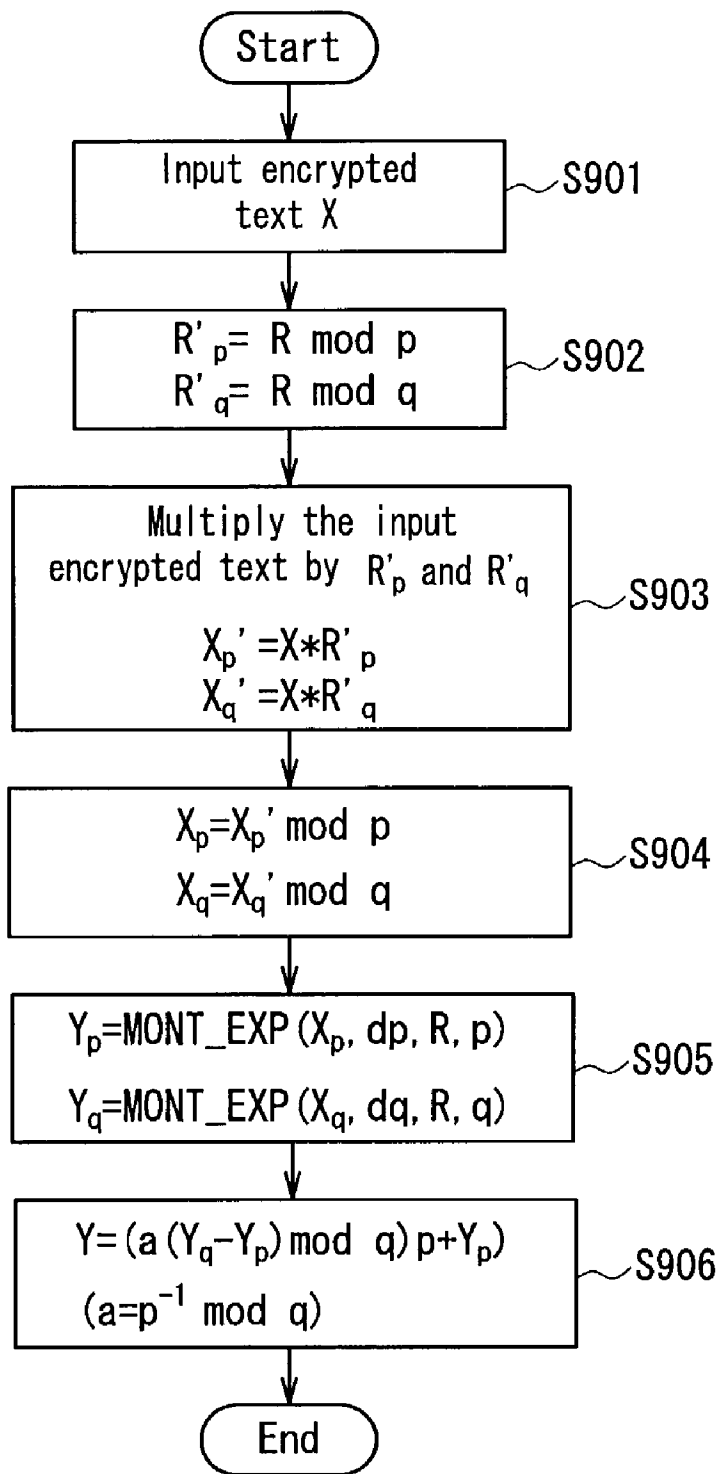 Start
Input encrypted
text X
S901
R'p= R mod p
R'q= R mod q
S902
Multiply the input
encrypted text by R'p and R'q
Xp'=X*R'p
Xq'=X*R'q
S903
Xp=Xp' mod p
Xq=Xq' mod q
S904
Yp=MONT_EXP(Xp, dp, R, p)
Yq=MONT_EXP(Xq, dq, R, q)
S905
Y=(a(Yq-Yp)mod q)p+Yp)
(a=p⁻¹ mod q)
S906
End